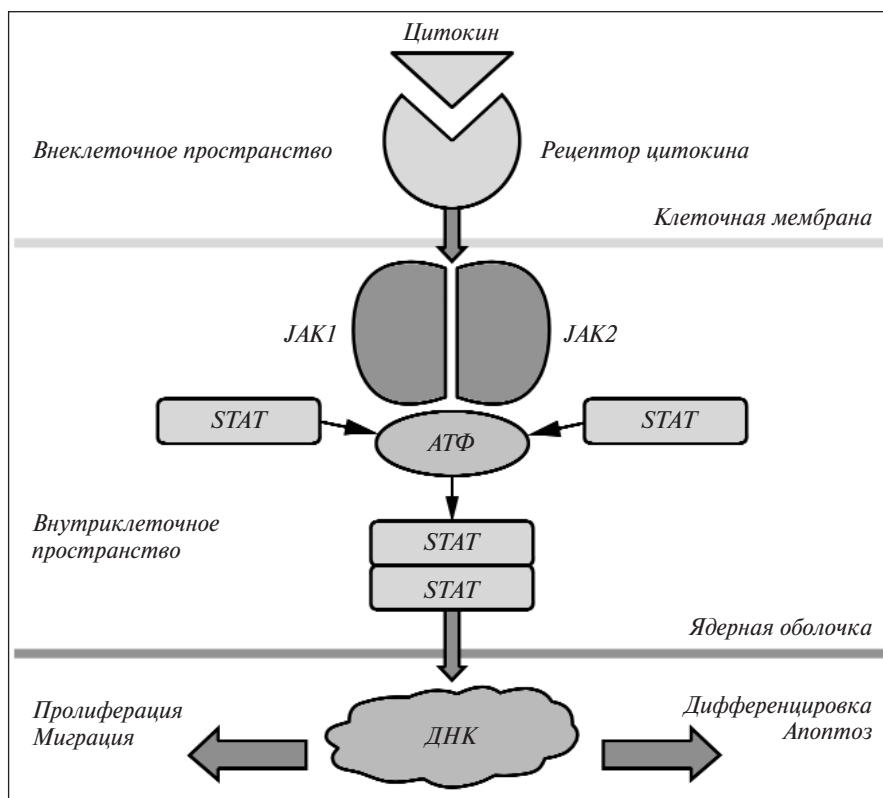 Цитокин
Внеклеточное пространство
Рецептор цитокина
Клеточная мембрана
JAK1
JAK2
STAT
STAT
АТФ
STAT
STAT
Внутриклеточное
пространство
Ядерная оболочка
Пролиферация
Миграция
ДНК
Дифференцировка
Апоптоз